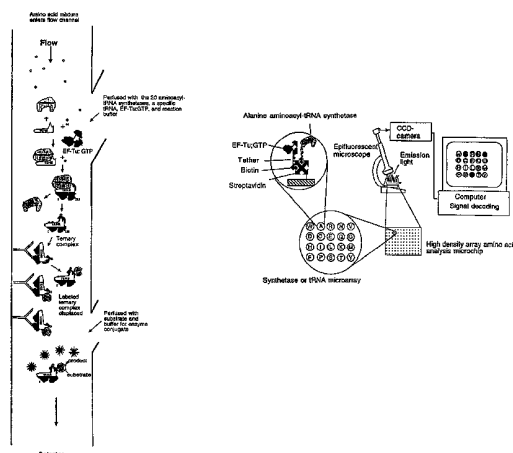 Amino acid mixture
enters flow channel
Flow
Perfused with the 20 aminoacyl-
tRNA synthetases, a specific
tRNA, EF-Tu:GTP, and reaction
buffer
EF-Tu:GTP
Ternary
complex
Labeled
ternary
complex
displaced
Perfused with
substrate and
buffer for enzyme
conjugate
product
substrate
Alanine aminoacyl-tRNA synthetase
EF-Tu:GTP
Tether
Biotin
Streptavidin
Epifluorescent
microscope
CCD-
camera
Emission
light
Computer
Signal decoding
High density array amino aci
analysis microchip
Synthetase or tRNA microarray